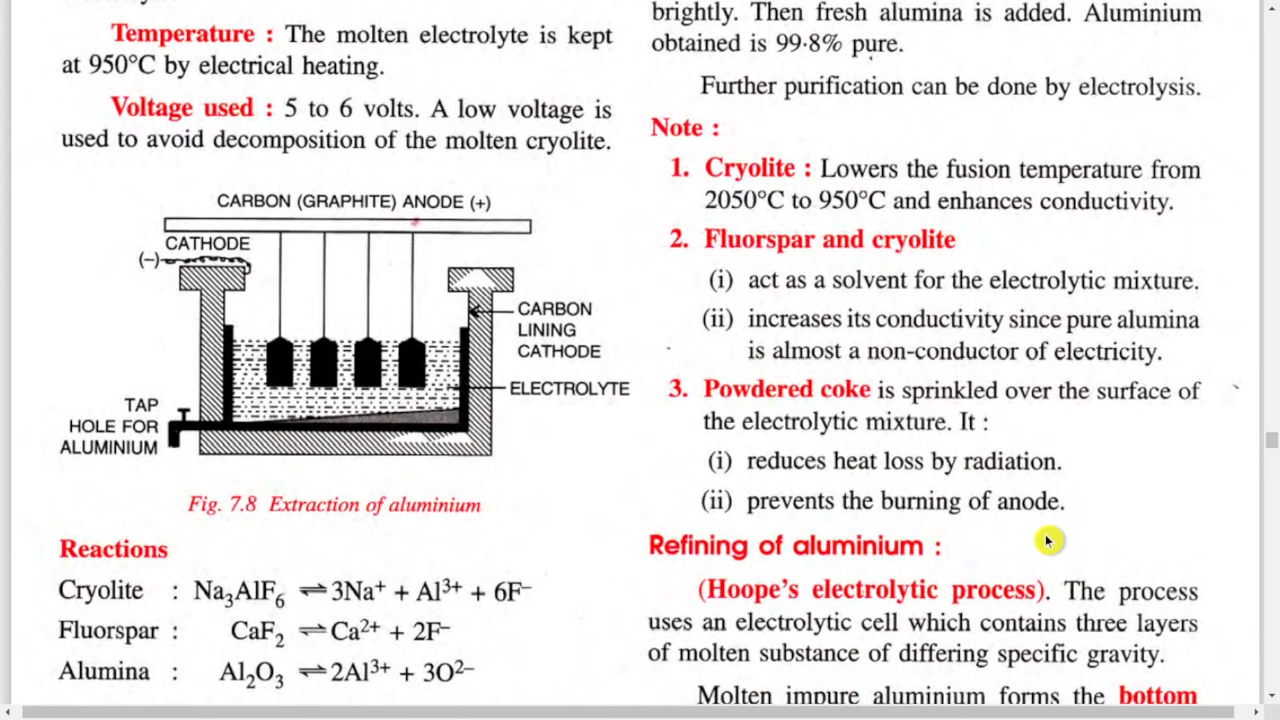 Temperature : The molten electrolyte is kept
at 950°C by electrical heating.
Voltage used : 5 to 6 volts. A low voltage is
used to avoid decomposition of the molten cryolite.
CARBON (GRAPHITE) ANODE (+)
CATHODE
(–)
CARBON
LINING
CATHODE
ELECTROLYTE
TAP
HOLE FOR
ALUMINIUM
Fig. 7.8 Extraction of aluminium
Reactions
Cryolite : Na₃AlF₆ ⇌ 3Na⁺ + Al³⁺ + 6F⁻
Fluorspar : CaF₂ ⇌ Ca²⁺ + 2F⁻
Alumina : Al₂O₃ ⇌ 2Al³⁺ + 3O²⁻
brightly. Then fresh alumina is added. Aluminium
obtained is 99·8% pure.
Further purification can be done by electrolysis.
Note :
1. Cryolite : Lowers the fusion temperature from
2050°C to 950°C and enhances conductivity.
2. Fluorspar and cryolite
(i) act as a solvent for the electrolytic mixture.
(ii) increases its conductivity since pure alumina
is almost a non-conductor of electricity.
3. Powdered coke is sprinkled over the surface of
the electrolytic mixture. It :
(i) reduces heat loss by radiation.
(ii) prevents the burning of anode.
Refining of aluminium :
(Hoope's electrolytic process). The process
uses an electrolytic cell which contains three layers
of molten substance of differing specific gravity.
Molten impure aluminium forms the bottom